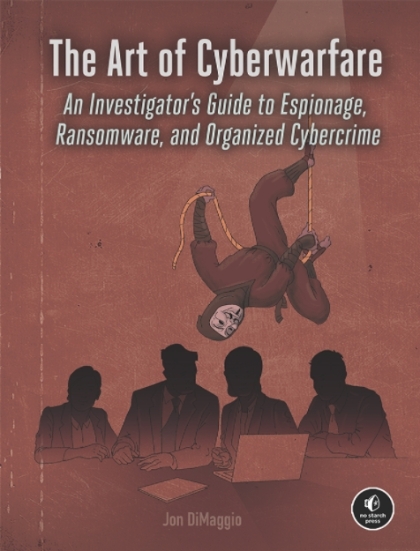 The Art of Cyberwarfare
An Investigator's Guide to Espionage,
Ransomware, and Organized Cybercrime
Jon DiMaggio
no starch
press